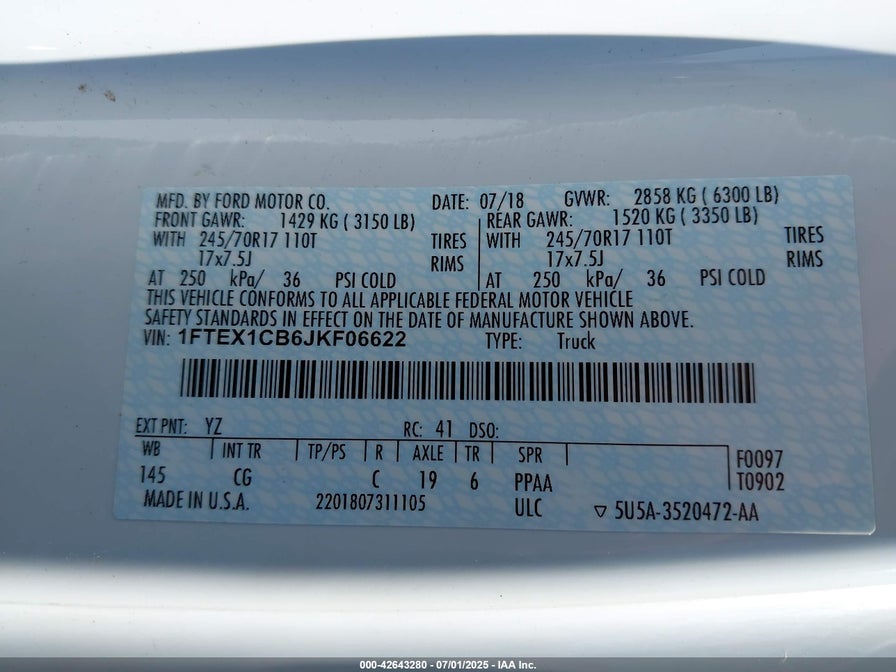 MFD. BY FORD MOTOR CO. DATE: 07/18 GVWR: 2858 KG ( 6300 LB)
FRONT GAWR: 1429 KG ( 3150 LB) REAR GAWR: 1520 KG ( 3350 LB)
WITH 245/70R17 110T TIRES WITH 245/70R17 110T TIRES
17x7.5J RIMS 17x7.5J RIMS
AT 250 kPa/ 36 PSI COLD AT 250 kPa/ 36 PSI COLD
THIS VEHICLE CONFORMS TO ALL APPLICABLE FEDERAL MOTOR VEHICLE
SAFETY STANDARDS IN EFFECT ON THE DATE OF MANUFACTURE SHOWN ABOVE.
VIN: 1FTEX1CB6JKF06622 TYPE: Truck
EXT PNT: YZ RC: 41 DSO:
WB INT TR TP/PS R AXLE TR SPR F0097
145 CG C 19 6 PPAA T0902
MADE IN U.S.A. 2201807311105 ULC ▽ 5U5A-3520472-AA
000-42643280 - 07/01/2025 - IAA Inc.